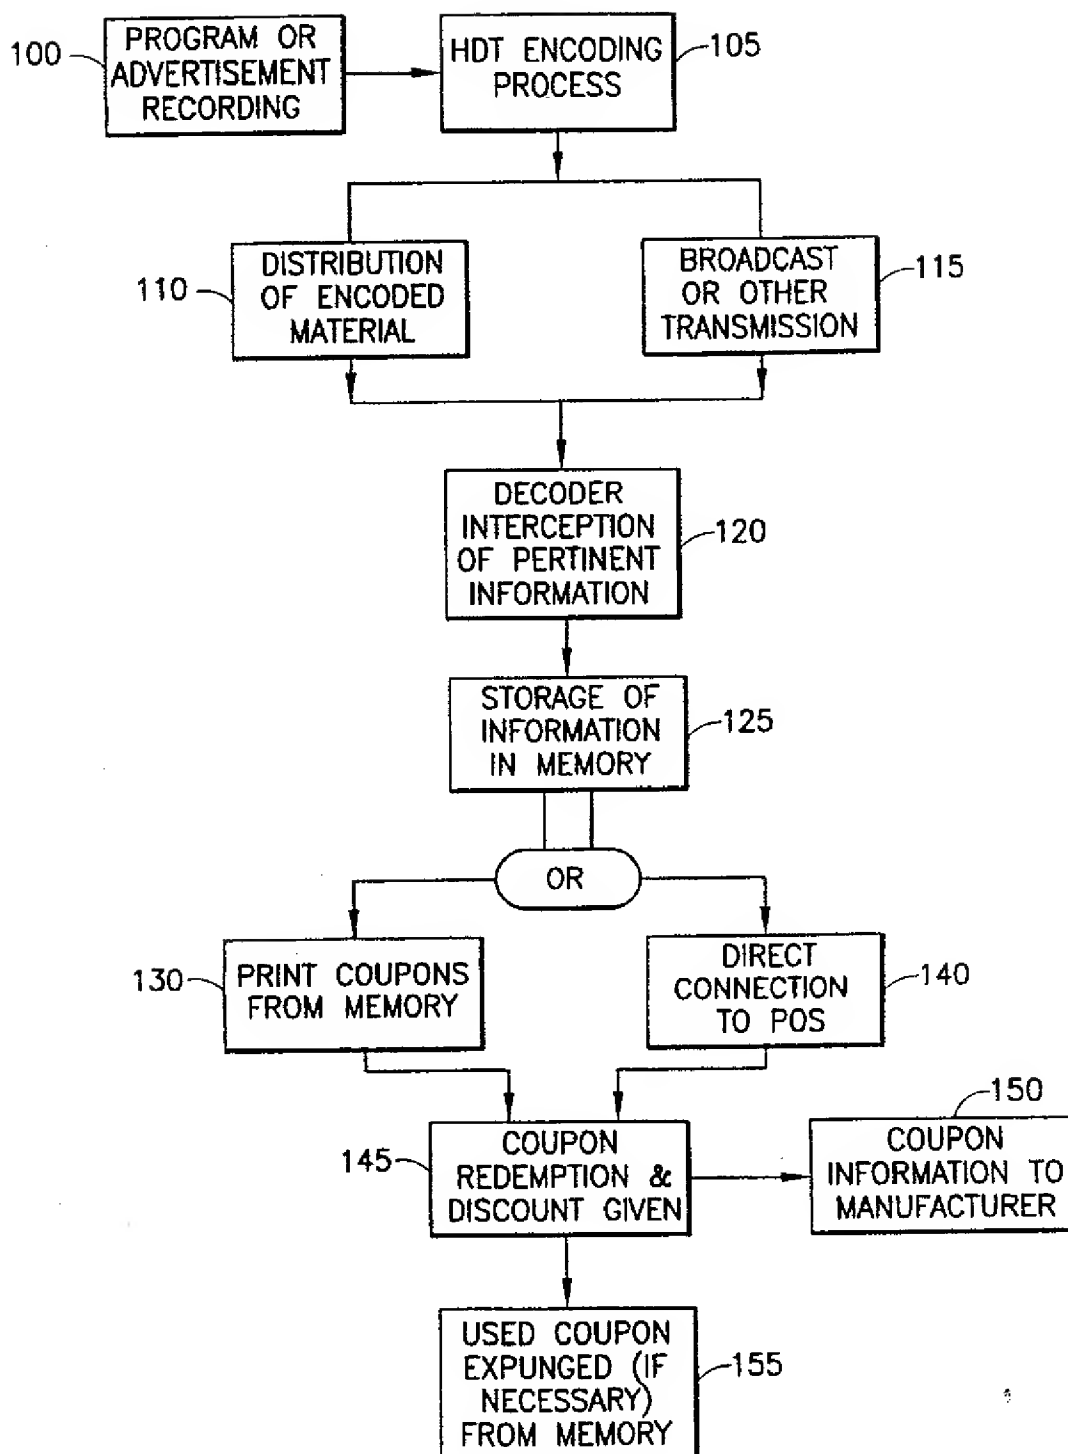 100
PROGRAM OR
ADVERTISEMENT
RECORDING
HDT ENCODING
PROCESS
105
110
DISTRIBUTION
OF ENCODED
MATERIAL
BROADCAST
OR OTHER
TRANSMISSION
115
DECODER
INTERCEPTION
OF PERTINENT
INFORMATION
120
STORAGE OF
INFORMATION
IN MEMORY
125
OR
130
PRINT COUPONS
FROM MEMORY
DIRECT
CONNECTION
TO POS
140
145
COUPON
REDEMPTION &
DISCOUNT GIVEN
150
COUPON
INFORMATION TO
MANUFACTURER
USED COUPON
EXPUNGED (IF
NECESSARY)
FROM MEMORY
155